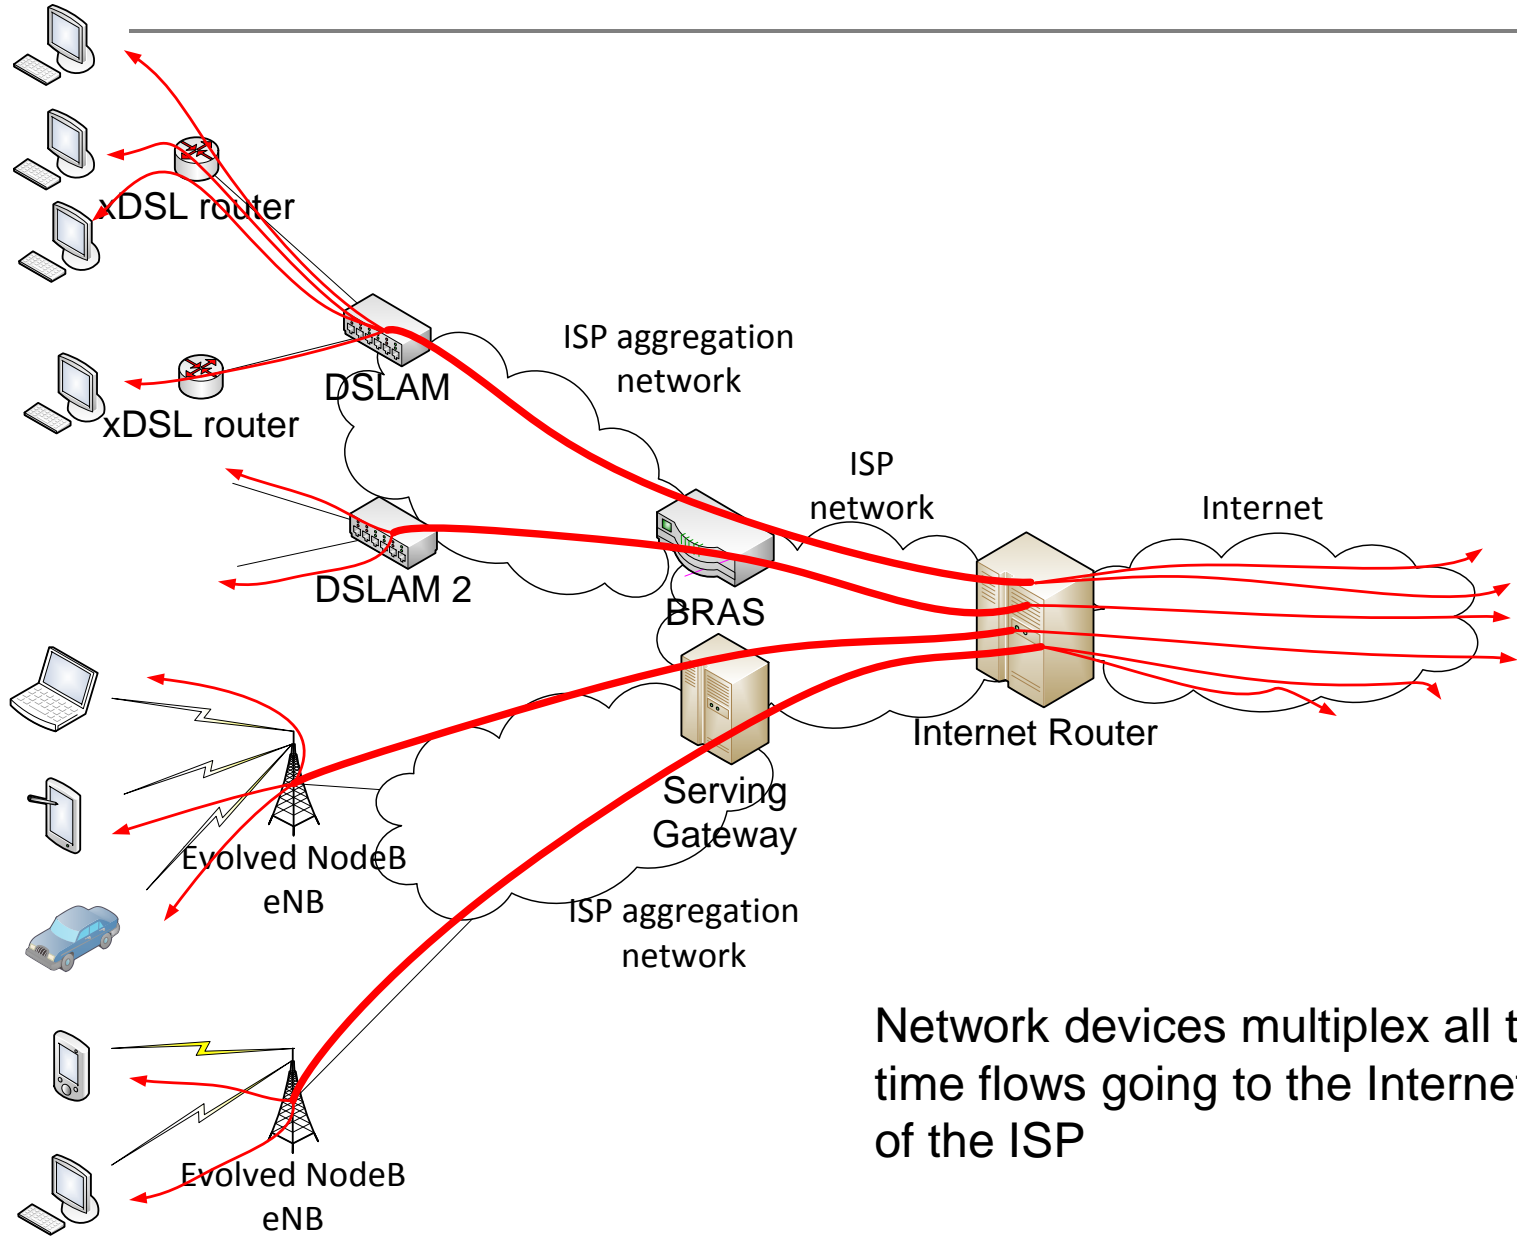 xDSL router
ISP aggregation
network
DSLAM
xDSL router
ISP
network
Internet
DSLAM 2
BRAS
Internet Router
Serving
Gateway
Evolved NodeB
eNB
ISP aggregation
network
Network devices multiplex all t
time flows going to the Internet
of the ISP
Evolved NodeB
eNB